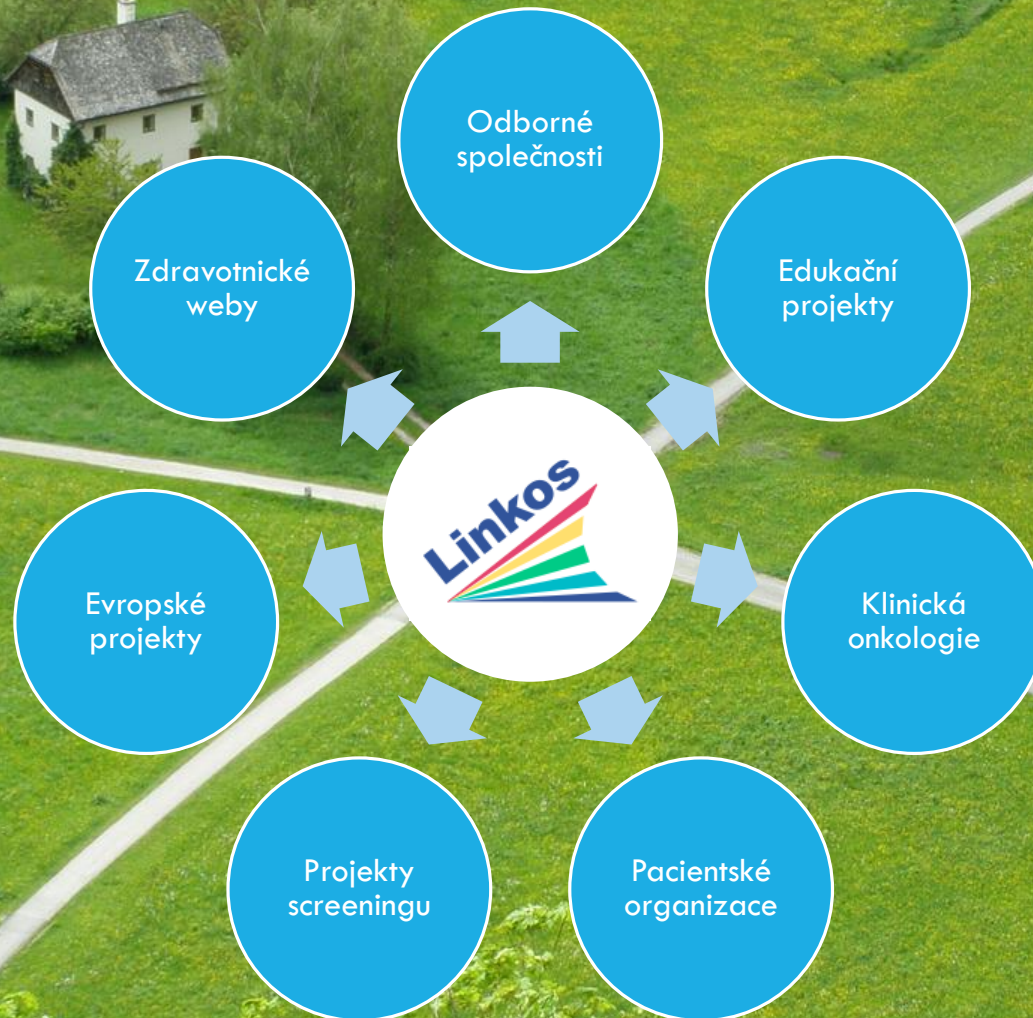 Odborné
společnosti
Edukační
projekty
Klinická
onkologie
Pacientské
organizace
Projekty
screeningu
Evropské
projekty
Zdravotnické
weby
Linkos